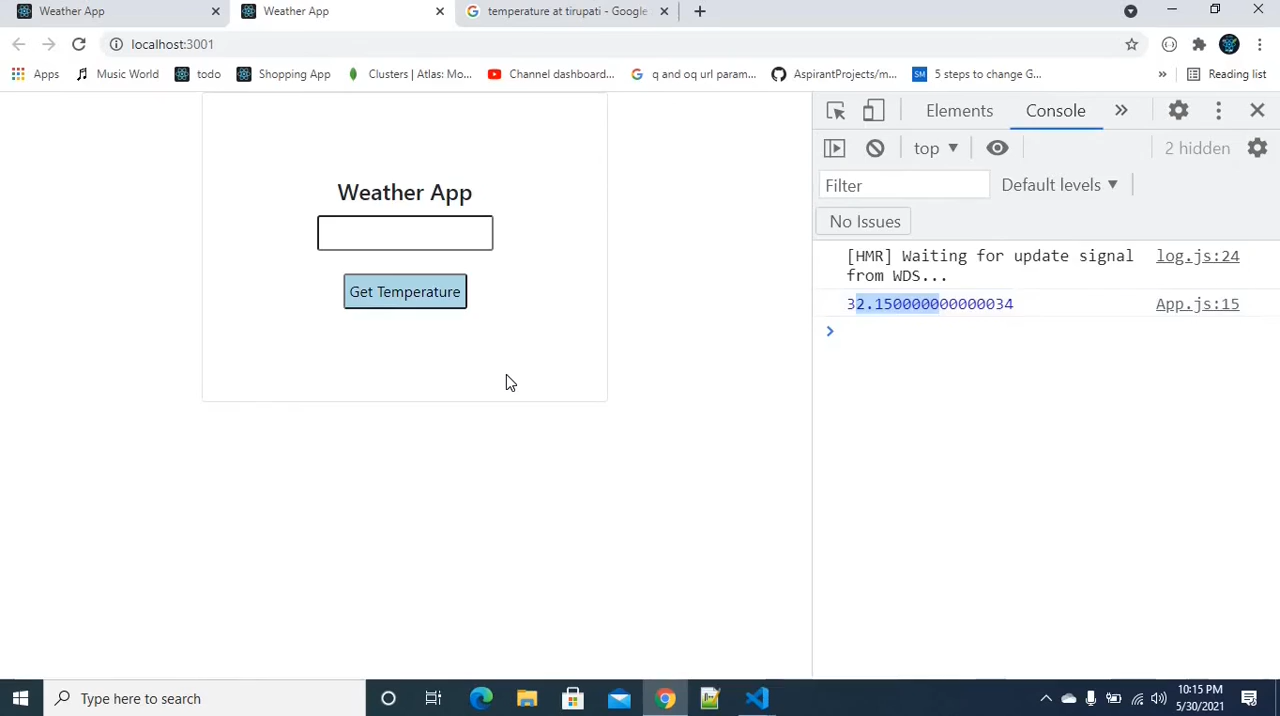 Weather App
Weather App
temperature at tirupati - Google
localhost:3001
Apps
Music World
todo
Shopping App
Clusters | Atlas: Mo...
Channel dashboard...
q and oq url param...
AspirantProjects/m...
SM
5 steps to change G...
»
Reading list
Weather App
Get Temperature
Elements
Console
top
2 hidden
Filter
Default levels
No Issues
[HMR] Waiting for update signal
from WDS...
log.js:24
32.150000000000034
App.js:15
Type here to search
10:15 PM
5/30/2021